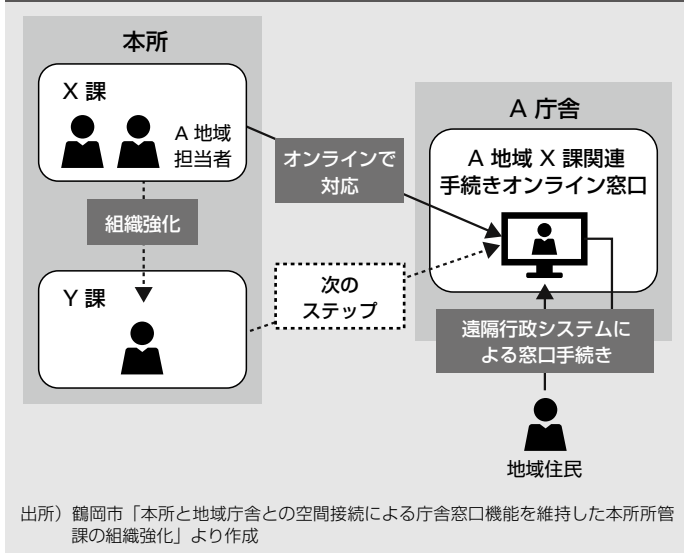 本所
X 課
A 地域
担当者
組織強化
Y 課
オンラインで
対応
次の
ステップ
A 庁舎
A 地域 X 課関連
手続きオンライン窓口
遠隔行政システムに
よる窓口手続き
地域住民
出所）鶴岡市「本所と地域庁舎との空間接続による庁舎窓口機能を維持した本所所管
課の組織強化」より作成